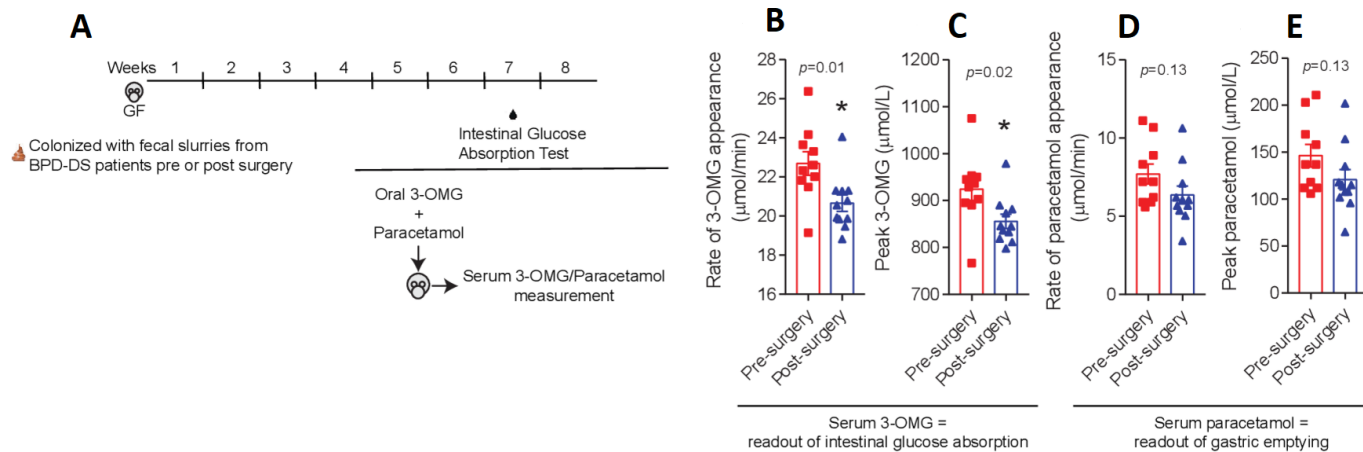 A
Weeks 1 2 3 4 5 6 7 8
GF
Colonized with fecal slurries from
BPD-DS patients pre or post surgery
Intestinal Glucose
Absorption Test
Oral 3-OMG
+
Paracetamol
Serum 3-OMG/Paracetamol
measurement
B
Rate of 3-OMG appearance
(μmol/min)
28
26
24
22
20
18
16
p=0.01
*
Pre-surgery
Post-surgery
C
Peak 3-OMG (μmol/L)
1200
1100
1000
900
800
700
p=0.02
*
Pre-surgery
Post-surgery
Serum 3-OMG =
readout of intestinal glucose absorption
D
Rate of paracetamol appearance
(μmol/min)
15
10
5
0
p=0.13
Pre-surgery
Post-surgery
E
Peak paracetamol (μmol/L)
250
200
150
100
50
0
p=0.13
Pre-surgery
Post-surgery
Serum paracetamol =
readout of gastric emptying